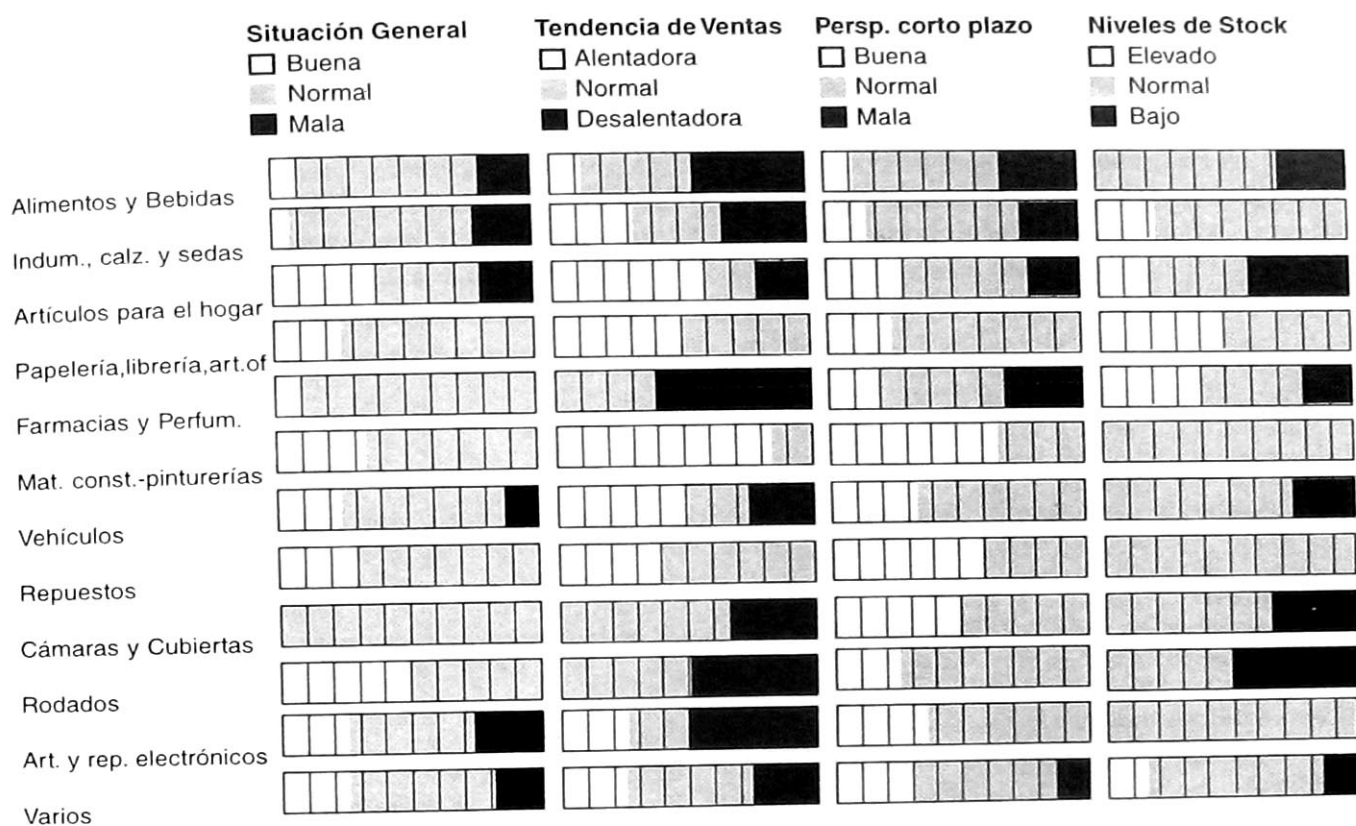 Situación General Tendencia de Ventas Persp. corto plazo Niveles de Stock
Buena Alentadora Buena Elevado
Normal Normal Normal Normal
Mala Desalentadora Mala Bajo
Alimentos y Bebidas
Indum., calz. y sedas
Artículos para el hogar
Papelería,librería,art.of
Farmacias y Perfum.
Mat. const.-pinturerías
Vehículos
Repuestos
Cámaras y Cubiertas
Rodados
Art. y rep. electrónicos
Varios